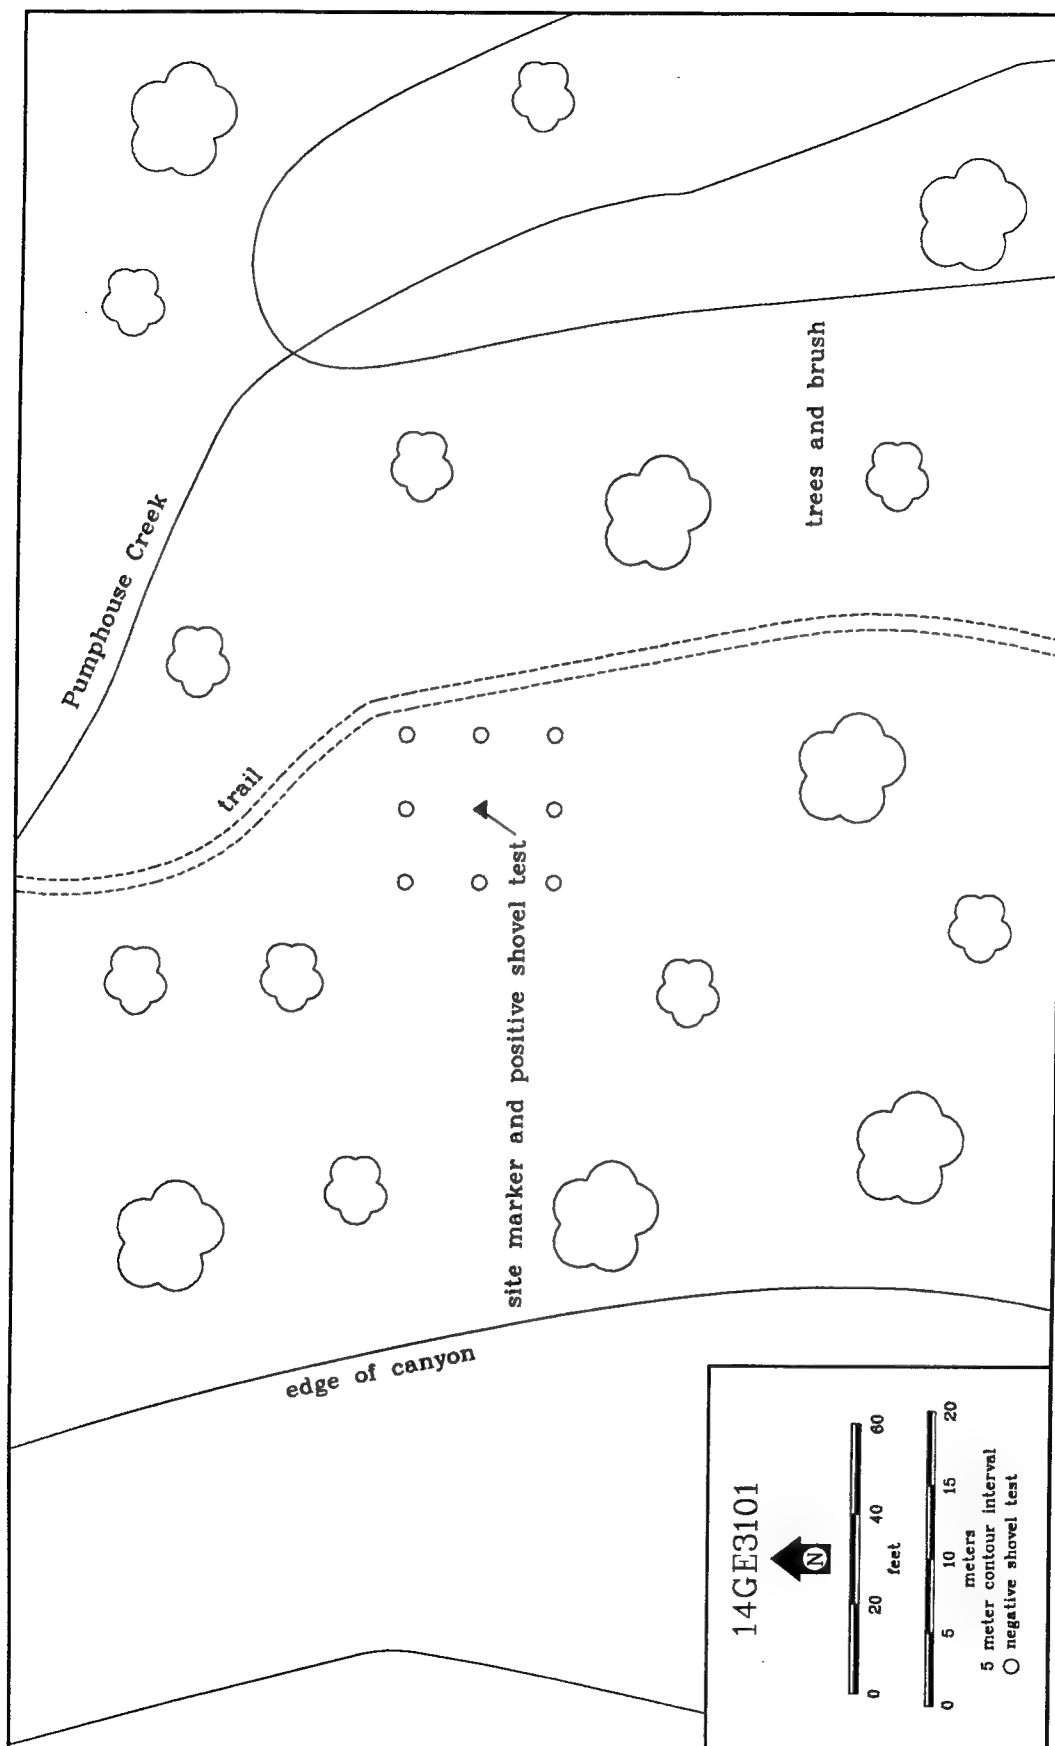 Pumphouse Creek
trail
trees and brush
site marker and positive shovel test
edge of canyon
14GE3101
N
0 20 40 60
feet
0 5 10 15 20
meters
5 meter contour interval
negative shovel test